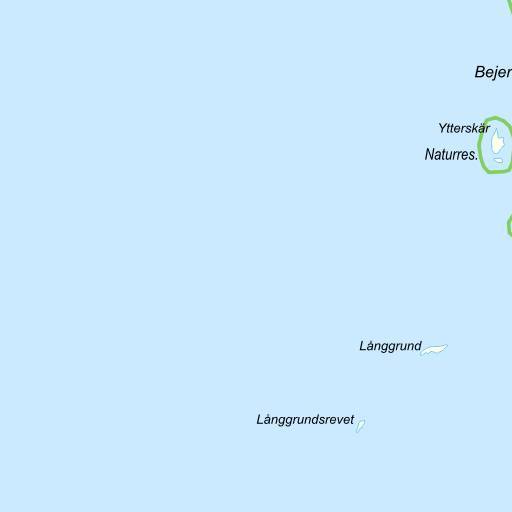 Bejer
Ytterskär
Naturres.
Långgrund
Långgrundsrevet